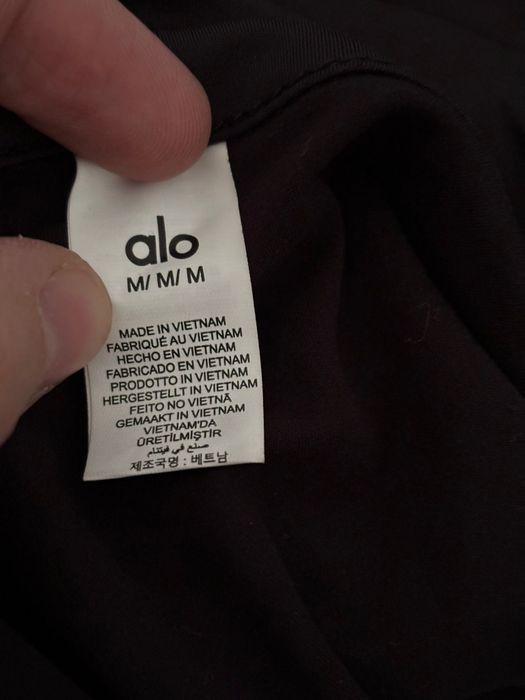 alo
M/ M/ M
MADE IN VIETNAM
FABRIQUÉ AU VIETNAM
HECHO EN VIETNAM
FABRICADO EN VIETNAM
PRODOTTO IN VIETNAM
HERGESTELLT IN VIETNAM
FEITO NO VIETNÃ
GEMAAKT IN VIETNAM
VIETNAM'DA
ÜRETİLMİŞTİR
صنع في فيتنام
제조국명 : 베트남